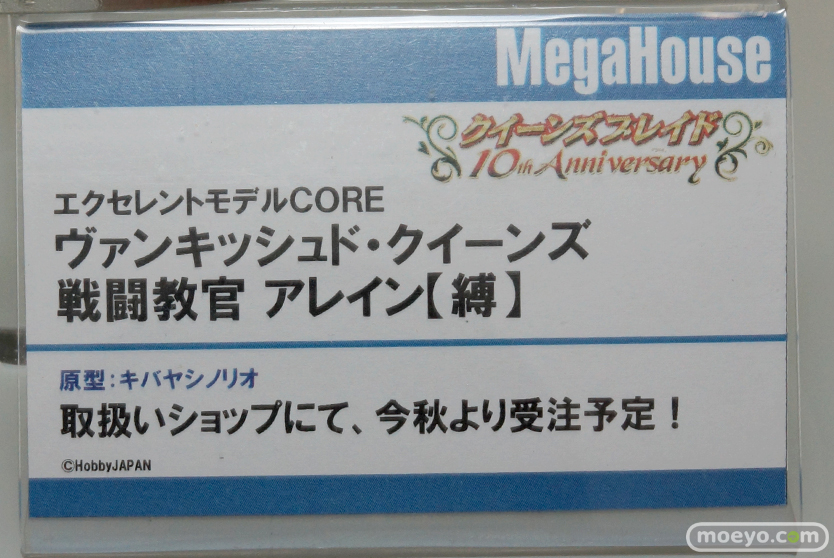 MegaHouse
クイーンズブレイド
10th Anniversary
エクセレントモデルCORE
ヴァンキッシュド・クイーンズ
戦闘教官 アレイン【縛】
原型：キバヤシノリオ
取扱いショップにて、今秋より受注予定！
©HobbyJAPAN
moeyo.com